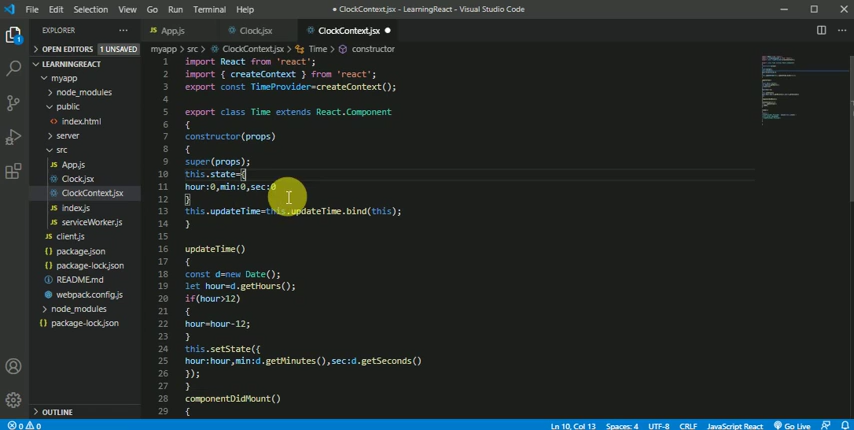 File Edit Selection View Go Run Terminal Help
● ClockContext.jsx - LearningReact - Visual Studio Code
EXPLORER ...
JS App.js
Clock.jsx
ClockContext.jsx ●
OPEN EDITORS 1 UNSAVED
myapp > src > ClockContext.jsx > Time > constructor
LEARNINGREACT
myapp
node_modules
public
<> index.html
server
src
JS App.js
Clock.jsx
ClockContext.jsx
JS index.js
JS serviceWorker.js
JS client.js
{} package.json
{} package-lock.json
README.md
webpack.config.js
node_modules
{} package-lock.json
OUTLINE
1 import React from 'react';
2 import { createContext } from 'react';
3 export const TimeProvider=createContext();
4
5 export class Time extends React.Component
6 {
7 constructor(props)
8 {
9 super(props);
10 this.state={
11 hour:0,min:0,sec:0
12 }
13 this.updateTime=this.updateTime.bind(this);
14 }
15
16 updateTime()
17 {
18 const d=new Date();
19 let hour=d.getHours();
20 if(hour>12)
21 {
22 hour=hour-12;
23 }
24 this.setState({
25 hour:hour,min:d.getMinutes(),sec:d.getSeconds()
26 });
27 }
28 componentDidMount()
29 {
0 0 Ln 10, Col 13 Spaces: 4 UTF-8 CRLF JavaScript React Go Live